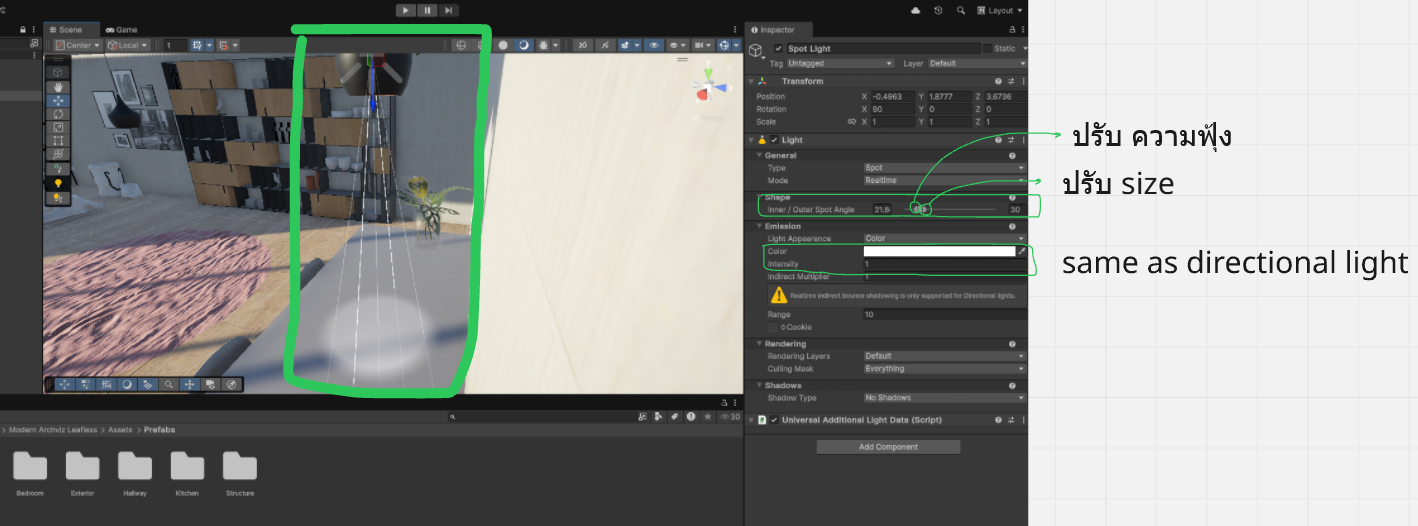 Layout
Scene
Game
Inspector
Center
Local
1
2D
Spot Light
Static
Tag
Untagged
Layer
Default
Transform
Position
X
-0.4963
Y
1.8777
Z
3.6736
Rotation
X
90
Y
0
Z
0
Scale
X
1
Y
1
Z
1
ปรับ ความฟุ้ง
Light
General
Type
Spot
Mode
Realtime
ปรับ size
Shape
Inner / Outer Spot Angle
21.8
30
Emission
Light Appearance
Color
Color
Intensity
1
same as directional light
Indirect Multiplier
1
Realtime indirect bounce shadowing is only supported for Directional lights.
Range
10
Cookie
Rendering
Rendering Layers
Default
Culling Mask
Everything
Shadows
Shadow Type
No Shadows
Universal Additional Light Data (Script)
Add Component
30
Modern Archviz Leafless > Assets > Prefabs
Bedroom
Exterior
Hallway
Kitchen
Structure